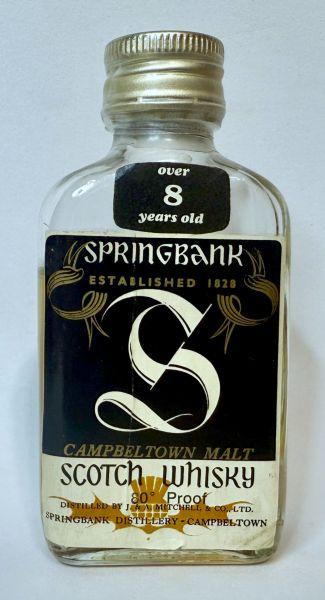 over
8
years old
SPRINGBANK
ESTABLISHED 1828
S
CAMPBELTOWN MALT
SCOTCH WHISKY
80° Proof
DISTILLED BY J. & A. MITCHELL & CO., LTD.
SPRINGBANK DISTILLERY - CAMPBELTOWN